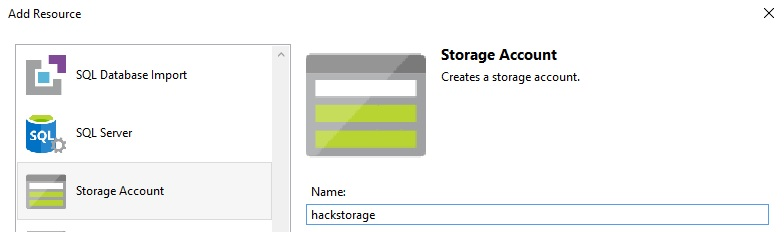 Add Resource
SQL Database Import
SQL
SQL Server
Storage Account
Storage Account
Creates a storage account.
Name:
hackstorage